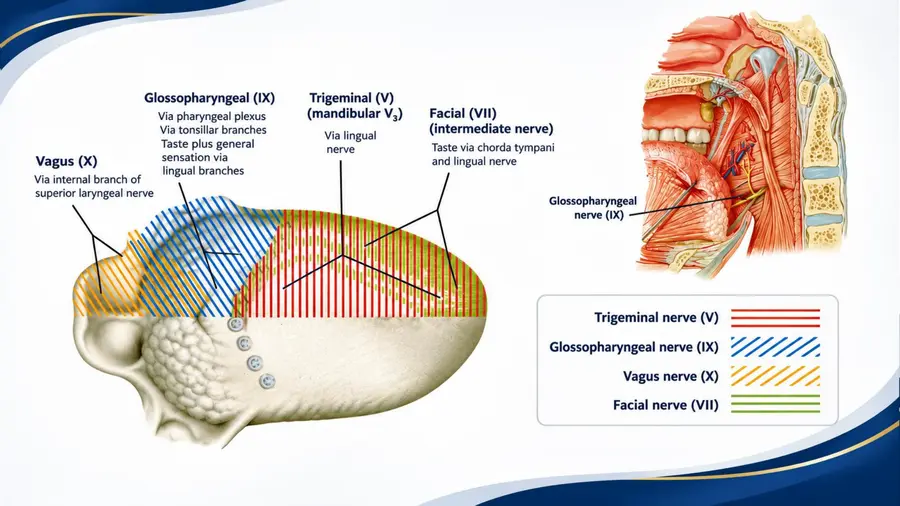 Vagus (X)
Via internal branch of
superior laryngeal nerve
Glossopharyngeal (IX)
Via pharyngeal plexus
Via tonsillar branches
Taste plus general
sensation via
lingual branches
Trigeminal (V)
(mandibular V₃)
Via lingual
nerve
Facial (VII)
(intermediate nerve)
Taste via chorda tympani
and lingual nerve
Glossopharyngeal
nerve (IX)
Trigeminal nerve (V)
Glossopharyngeal nerve (IX)
Vagus nerve (X)
Facial nerve (VII)